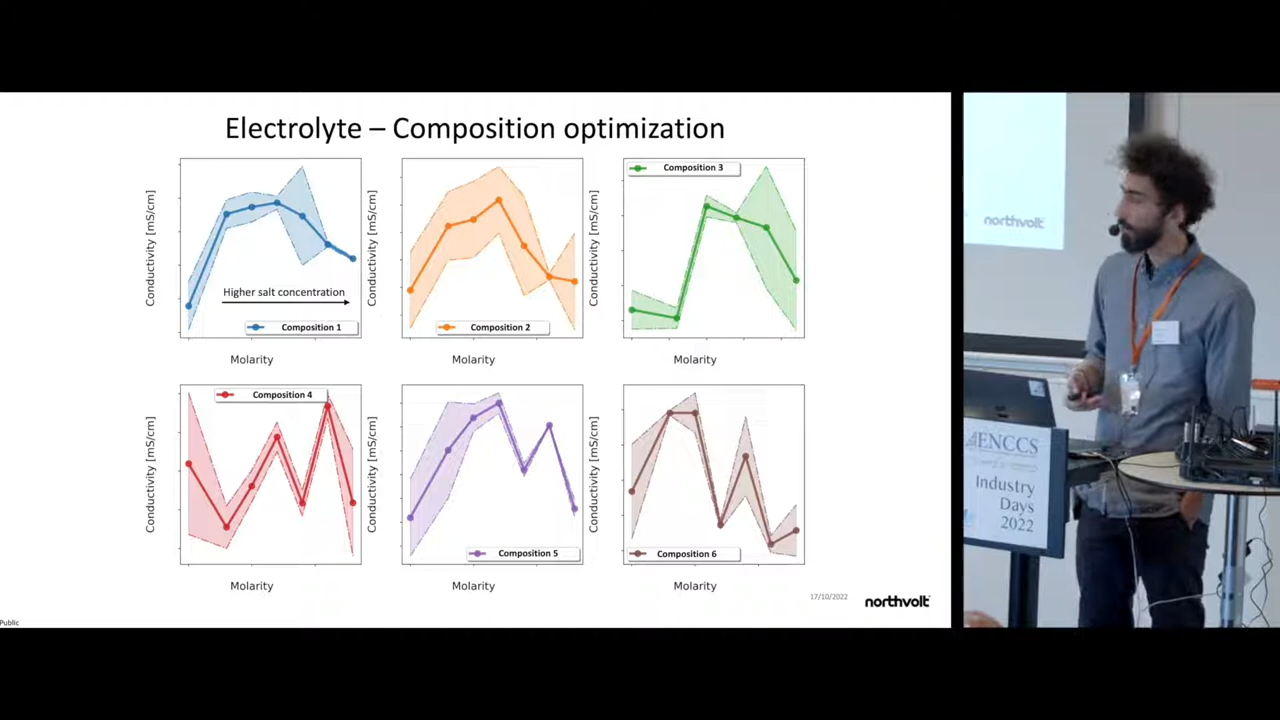 Electrolyte – Composition optimization
Conductivity [mS/cm]
Higher salt concentration
Composition 1
Molarity
Conductivity [mS/cm]
Composition 2
Molarity
Conductivity [mS/cm]
Composition 3
Molarity
Conductivity [mS/cm]
Composition 4
Molarity
Conductivity [mS/cm]
Composition 5
Molarity
Conductivity [mS/cm]
Composition 6
Molarity
17/10/2022
northvolt
Public
northvolt
ENCCS
Industry
Days
2022